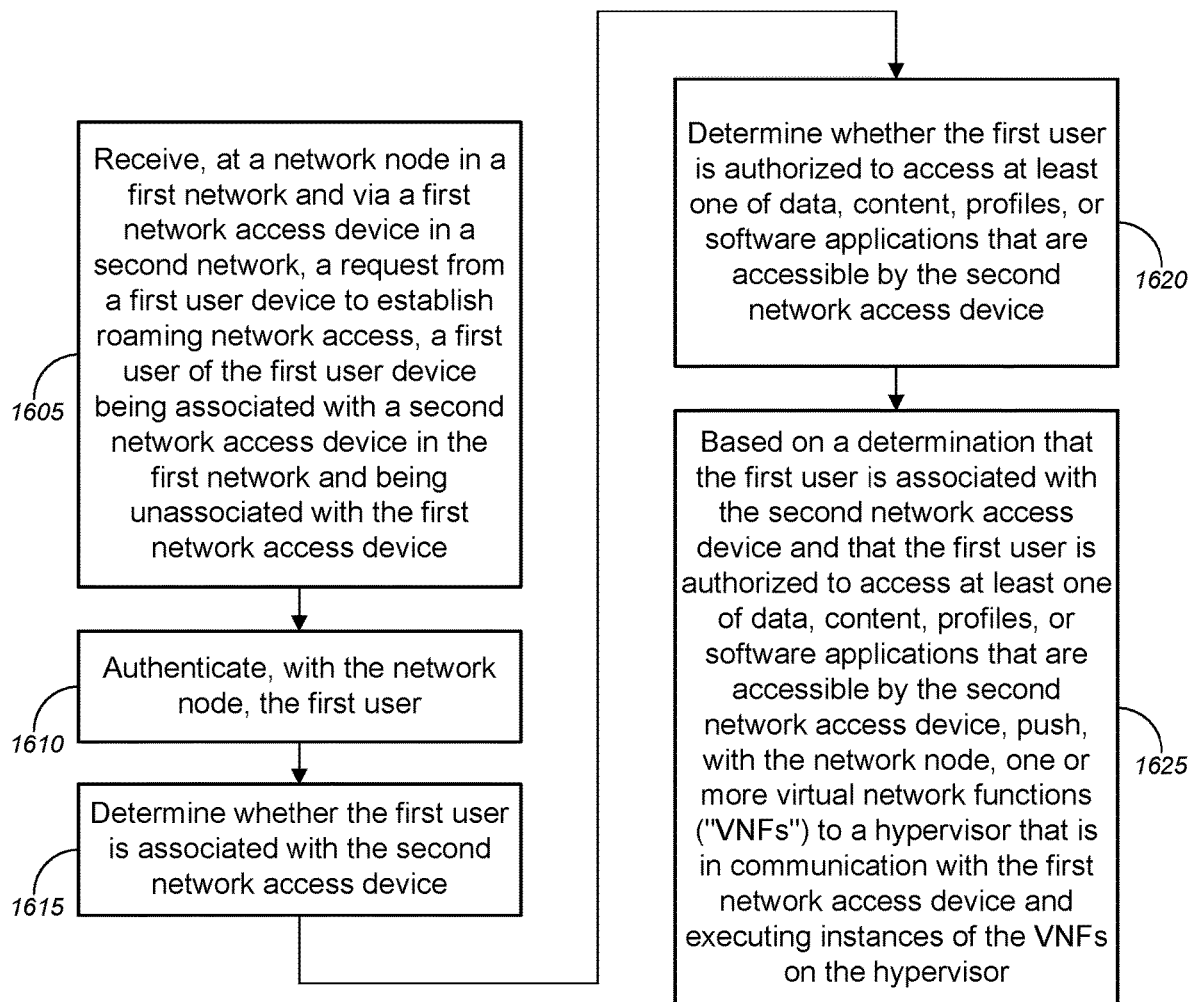 Receive, at a network node in a
first network and via a first
network access device in a
second network, a request from
a first user device to establish
roaming network access, a first
user of the first user device
being associated with a second
network access device in the
first network and being
unassociated with the first
network access device
1605
Authenticate, with the network
node, the first user
1610
Determine whether the first user
is associated with the second
network access device
1615
Determine whether the first user
is authorized to access at least
one of data, content, profiles, or
software applications that are
accessible by the second
network access device
1620
Based on a determination that
the first user is associated with
the second network access
device and that the first user is
authorized to access at least one
of data, content, profiles, or
software applications that are
accessible by the second
network access device, push,
with the network node, one or
more virtual network functions
("VNFs") to a hypervisor that is
in communication with the first
network access device and
executing instances of the VNFs
on the hypervisor
1625